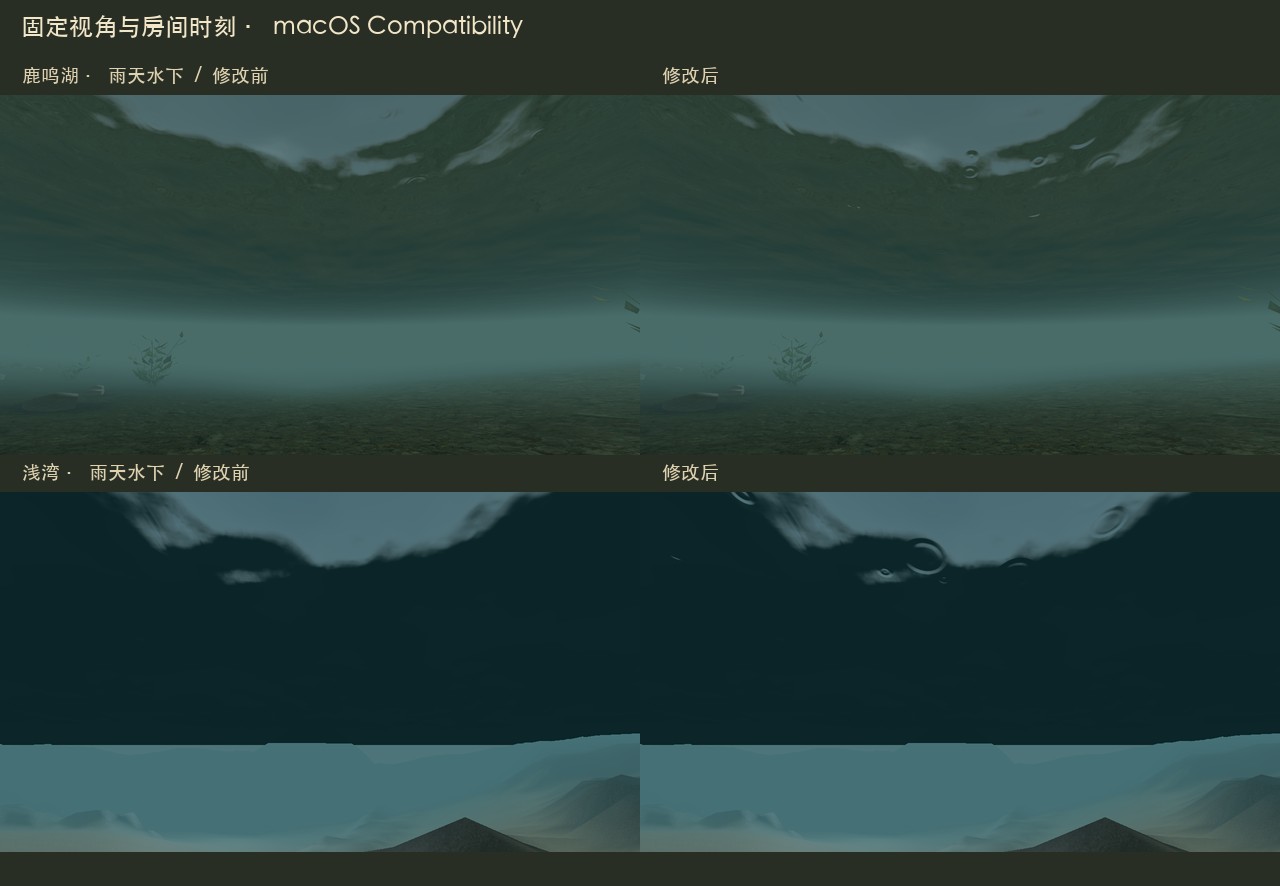 固定视角与房间时刻 · macOS Compatibility
鹿鸣湖 · 雨天水下 / 修改前
修改后
浅湾 · 雨天水下 / 修改前
修改后